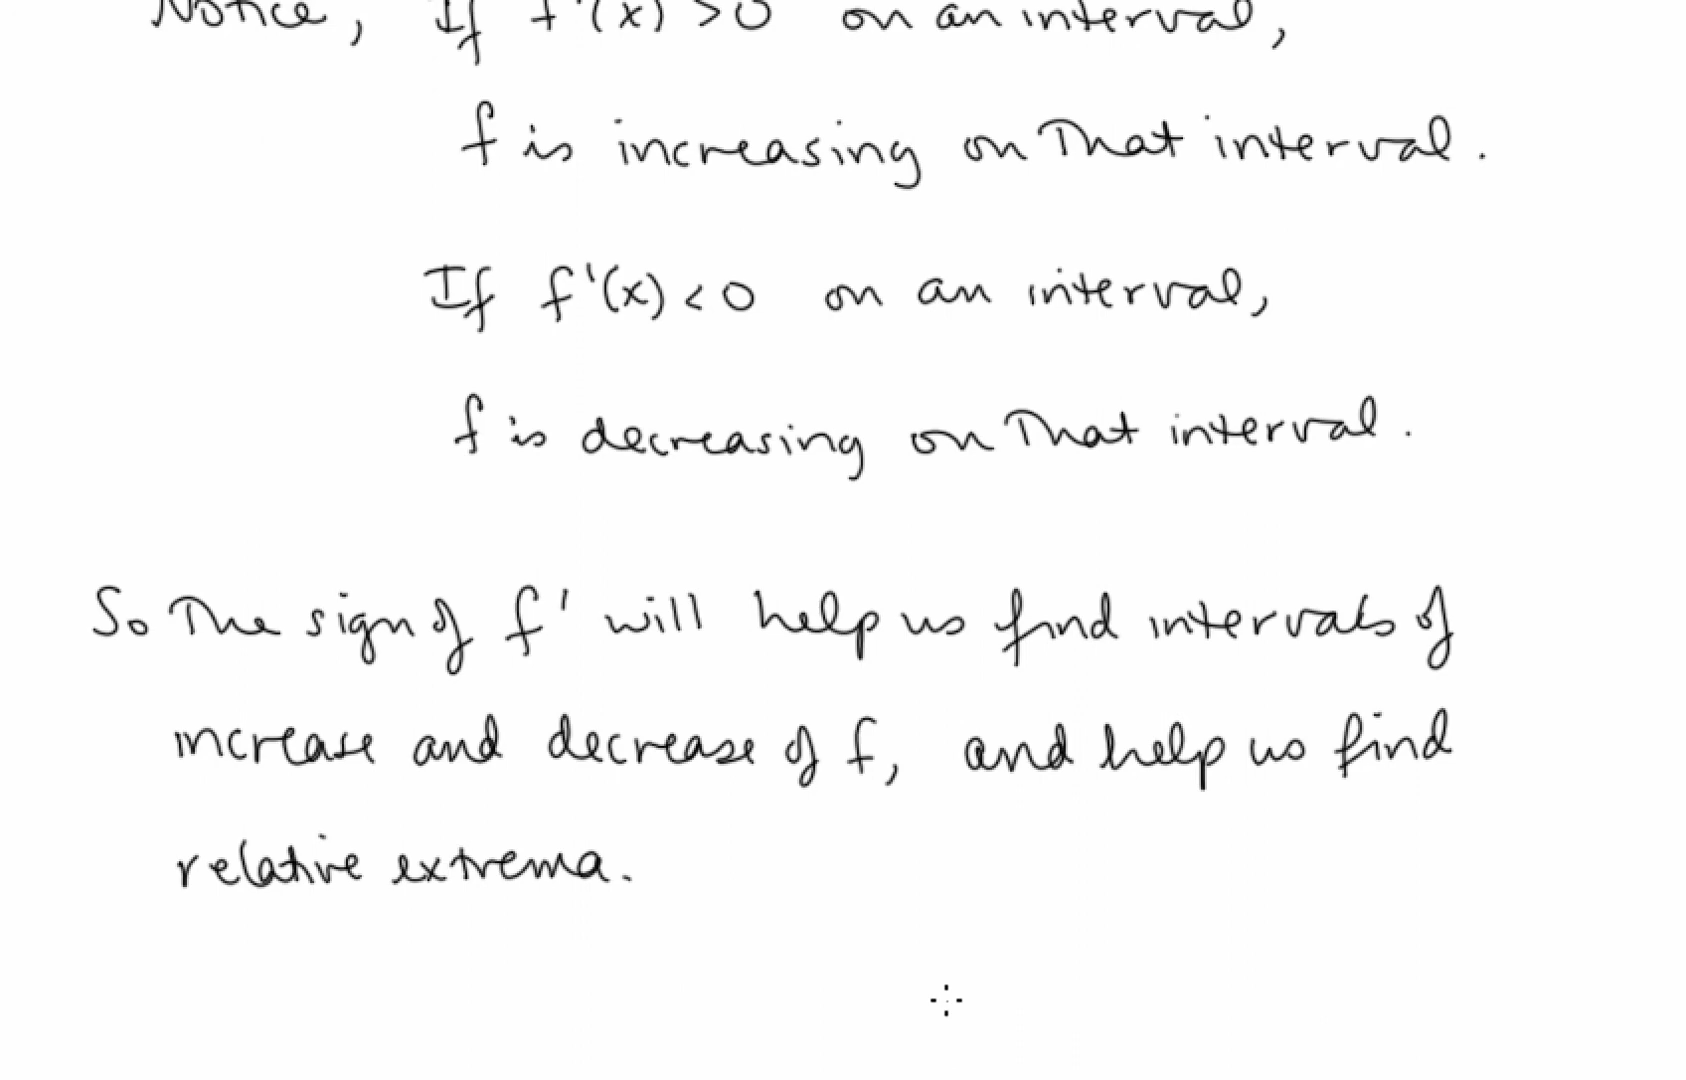 Notice, If f'(x) > 0 on an interval,
f is increasing on that interval.
If f'(x) < 0 on an interval,
f is decreasing on that interval.
So the sign of f' will help us find intervals of
increase and decrease of f, and help us find
relative extrema.